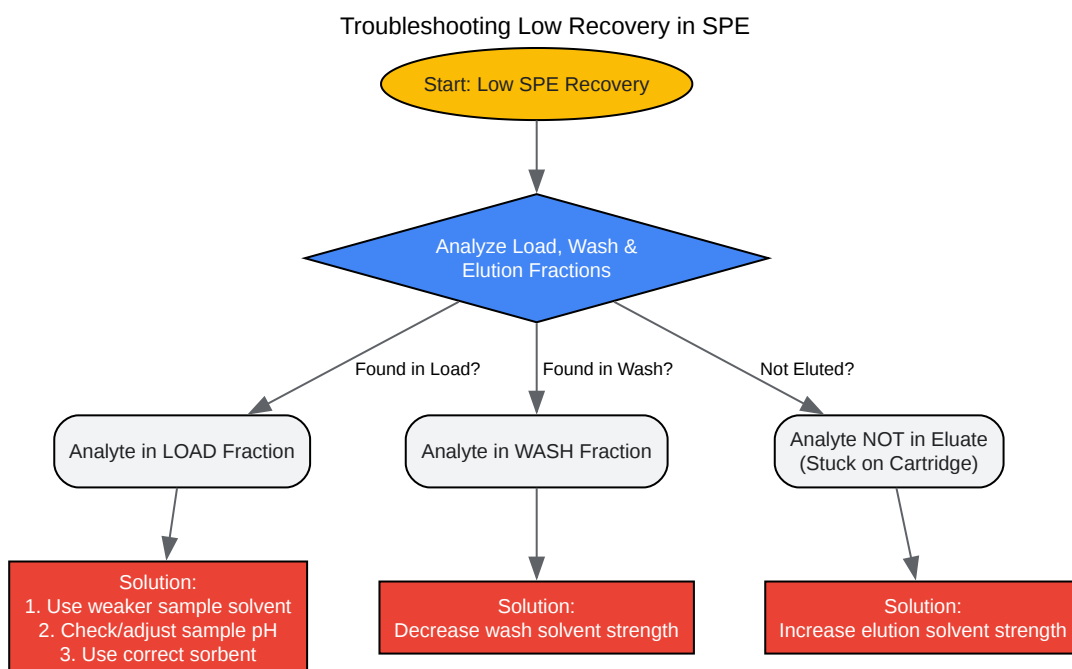 Troubleshooting Low Recovery in SPE
Start: Low SPE Recovery
Analyze Load, Wash &
Elution Fractions
Found in Load?
Found in Wash?
Not Eluted?
Analyte in LOAD Fraction
Analyte in WASH Fraction
Analyte NOT in Eluate
(Stuck on Cartridge)
Solution:
1. Use weaker sample solvent
2. Check/adjust sample pH
3. Use correct sorbent
Solution:
Decrease wash solvent strength
Solution:
Increase elution solvent strength